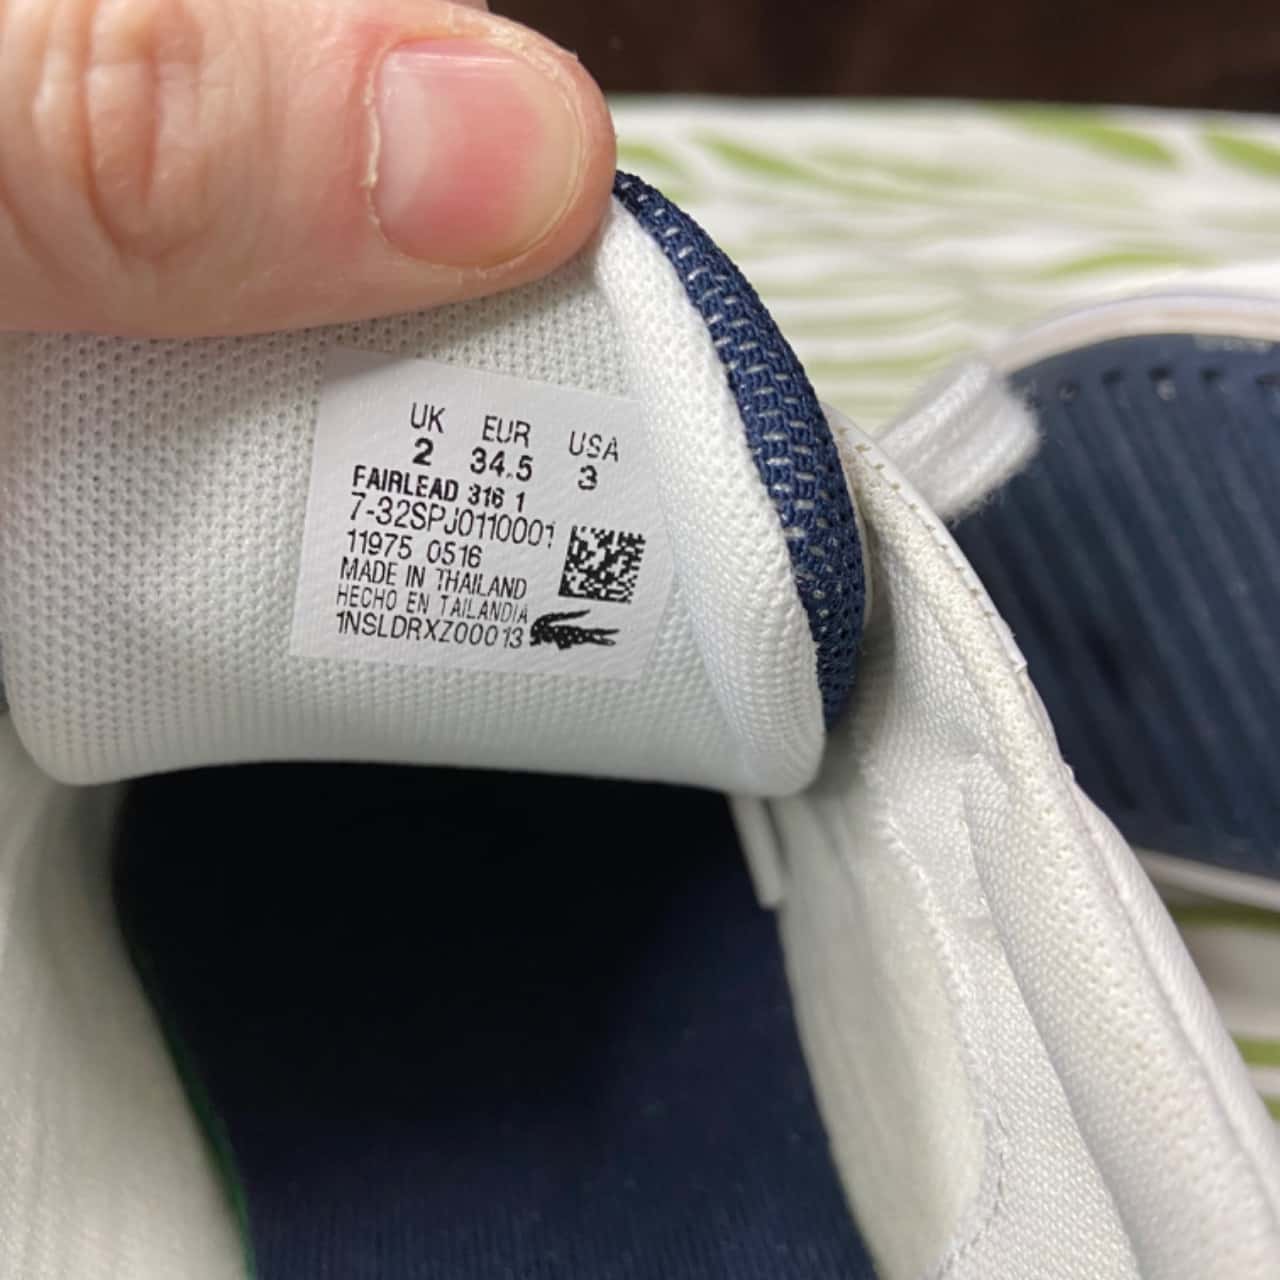 UK EUR USA
2 34.5 3
FAIRLEAD 316 1
7-32SPJ0110001
11975 0516
MADE IN THAILAND
HECHO EN TAILANDIA
1NSLDRXZ00013